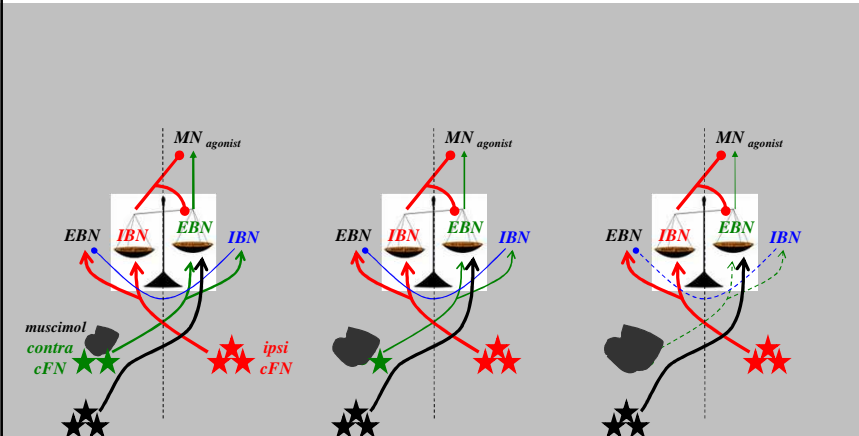 MN agonist
EBN IBN EBN IBN
muscimol
contra
cFN
ipsi
cFN
MN agonist
EBN IBN EBN IBN
MN agonist
EBN IBN EBN IBN